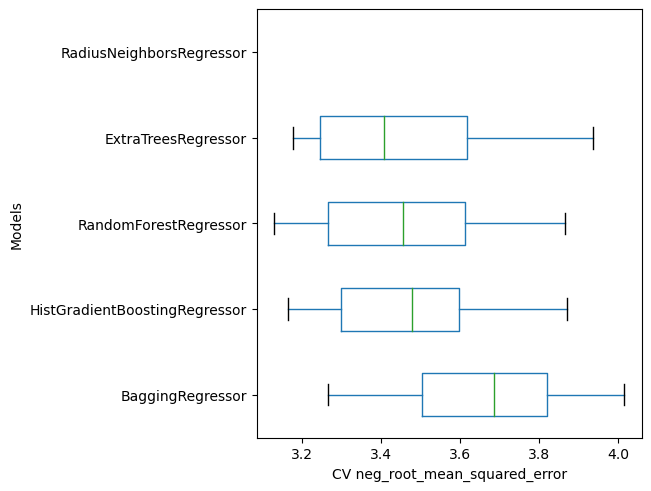 RadiusNeighborsRegressor
ExtraTreesRegressor
RandomForestRegressor
HistGradientBoostingRegressor
BaggingRegressor
Models
3.2 3.4 3.6 3.8 4.0
CV neg_root_mean_squared_error